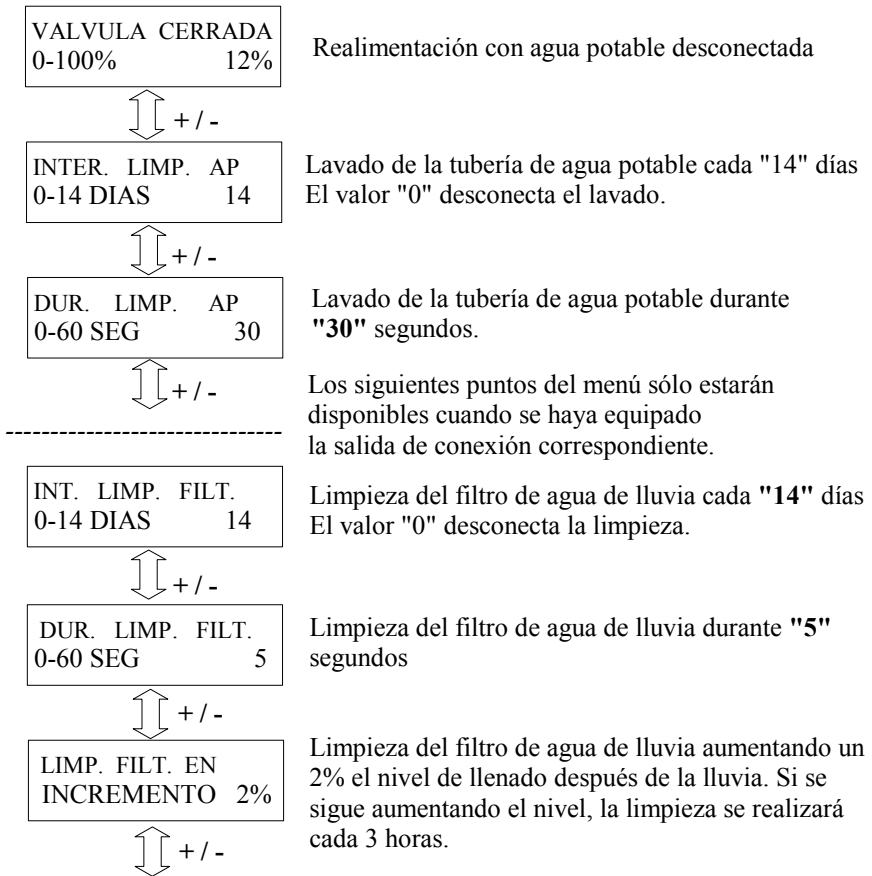 VALVULA CERRADA
0-100% 12%
Realimentación con agua potable desconectada
+ / -
INTER. LIMP. AP
0-14 DIAS 14
Lavado de la tubería de agua potable cada "14" días
El valor "0" desconecta el lavado.
+ / -
DUR. LIMP. AP
0-60 SEG 30
Lavado de la tubería de agua potable durante
"30" segundos.
+ / -
Los siguientes puntos del menú sólo estarán
disponibles cuando se haya equipado
la salida de conexión correspondiente.
-------------------------------
INT. LIMP. FILT.
0-14 DIAS 14
Limpieza del filtro de agua de lluvia cada "14" días
El valor "0" desconecta la limpieza.
+ / -
DUR. LIMP. FILT.
0-60 SEG 5
Limpieza del filtro de agua de lluvia durante "5"
segundos
+ / -
LIMP. FILT. EN
INCREMENTO 2%
Limpieza del filtro de agua de lluvia aumentando un
2% el nivel de llenado después de la lluvia. Si se
sigue aumentando el nivel, la limpieza se realizará
cada 3 horas.
+ / -